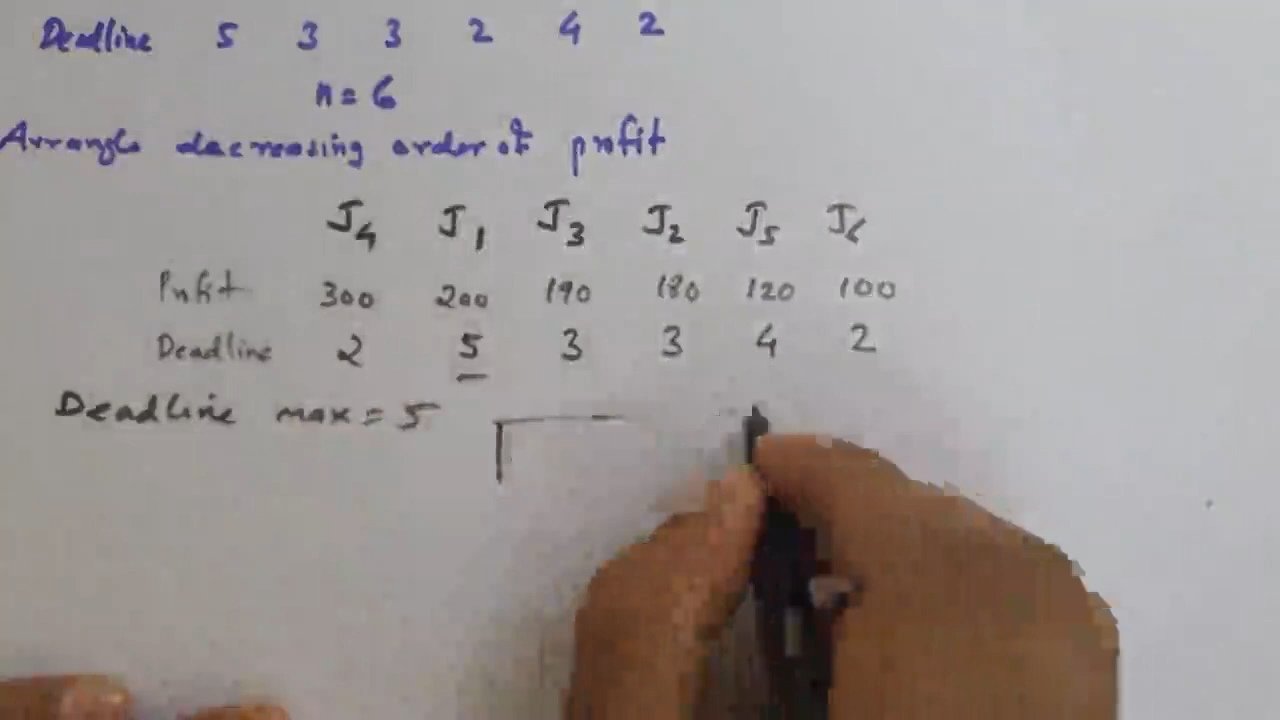 Deadline 5 3 3 2 4 2
n = 6
Arrange decreasing order of profit
J4 J1 J3 J2 J5 J6
Profit 300 200 190 180 120 100
Deadline 2 5 3 3 4 2
Deadline max = 5